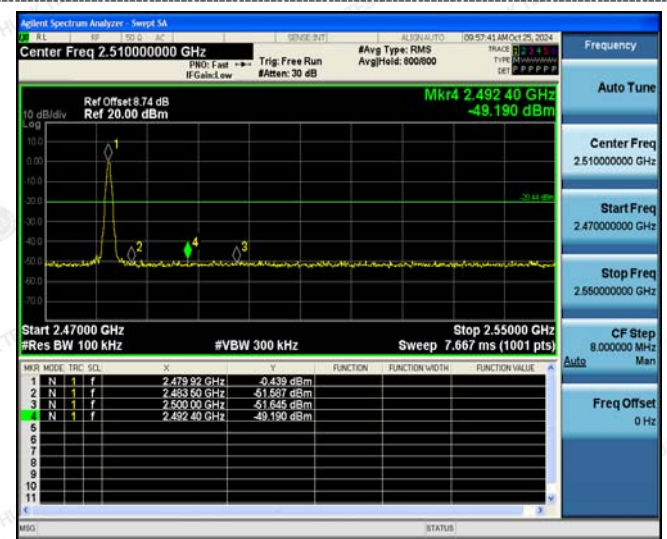 Agilent Spectrum Analyzer - Swept SA
RL RF 50 Ω AC SENSE:INT ALIGNAUTO 09:57:41 AM Oct 25, 2024
Center Freq 2.510000000 GHz #Avg Type: RMS TRACE 1 2 3 4 5 6
PNO: Fast Trig: Free Run Avg|Hold: 800/800 TYPE
IFGain:Low #Atten: 30 dB DET P P P P P P
Mkr4 2.492 40 GHz
-49.190 dBm
Ref Offset 8.74 dB
10 dB/div Ref 20.00 dBm
Log
10.0
0.00
-10.0
-20.0
-20.44 dBm
-30.0
-40.0
-50.0
-60.0
-70.0
1
2
4
3
Start 2.47000 GHz Stop 2.55000 GHz
#Res BW 100 kHz #VBW 300 kHz Sweep 7.667 ms (1001 pts)
MKR MODE TRC SCL X Y FUNCTION FUNCTION WIDTH FUNCTION VALUE
1 N 1 f 2.479 92 GHz -0.439 dBm
2 N 1 f 2.483 50 GHz -51.587 dBm
3 N 1 f 2.500 00 GHz -51.645 dBm
4 N 1 f 2.492 40 GHz -49.190 dBm
5
6
7
8
9
10
11
MSG STATUS
Frequency
Auto Tune
Center Freq
2.510000000 GHz
Start Freq
2.470000000 GHz
Stop Freq
2.550000000 GHz
CF Step
8.000000 MHz
Auto Man
Freq Offset
0 Hz